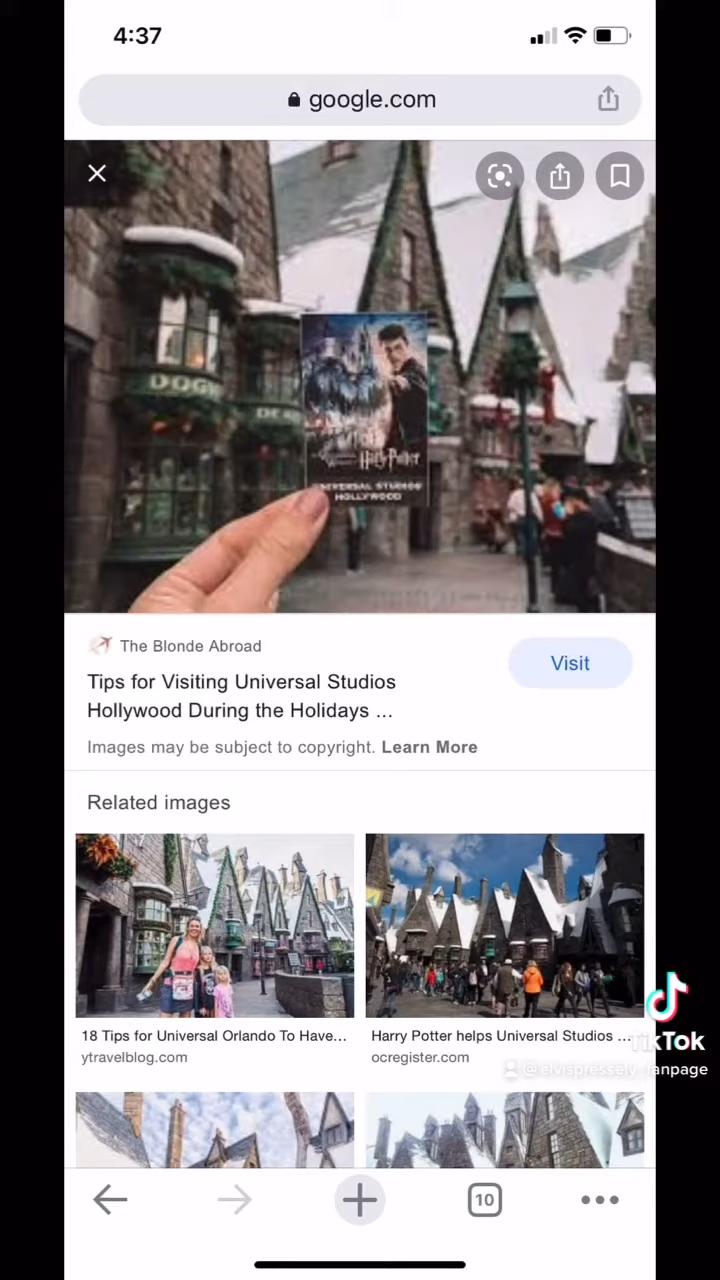 4:37
google.com
DOG
DE
Harry Potter
UNIVERSAL STUDIOS
HOLLYWOOD
The Blonde Abroad
Visit
Tips for Visiting Universal Studios
Hollywood During the Holidays ...
Images may be subject to copyright. Learn More
Related images
18 Tips for Universal Orlando To Have...
ytravelblog.com
Harry Potter helps Universal Studios ...
ocregister.com
TikTok
@elvispresely_fanpage
10